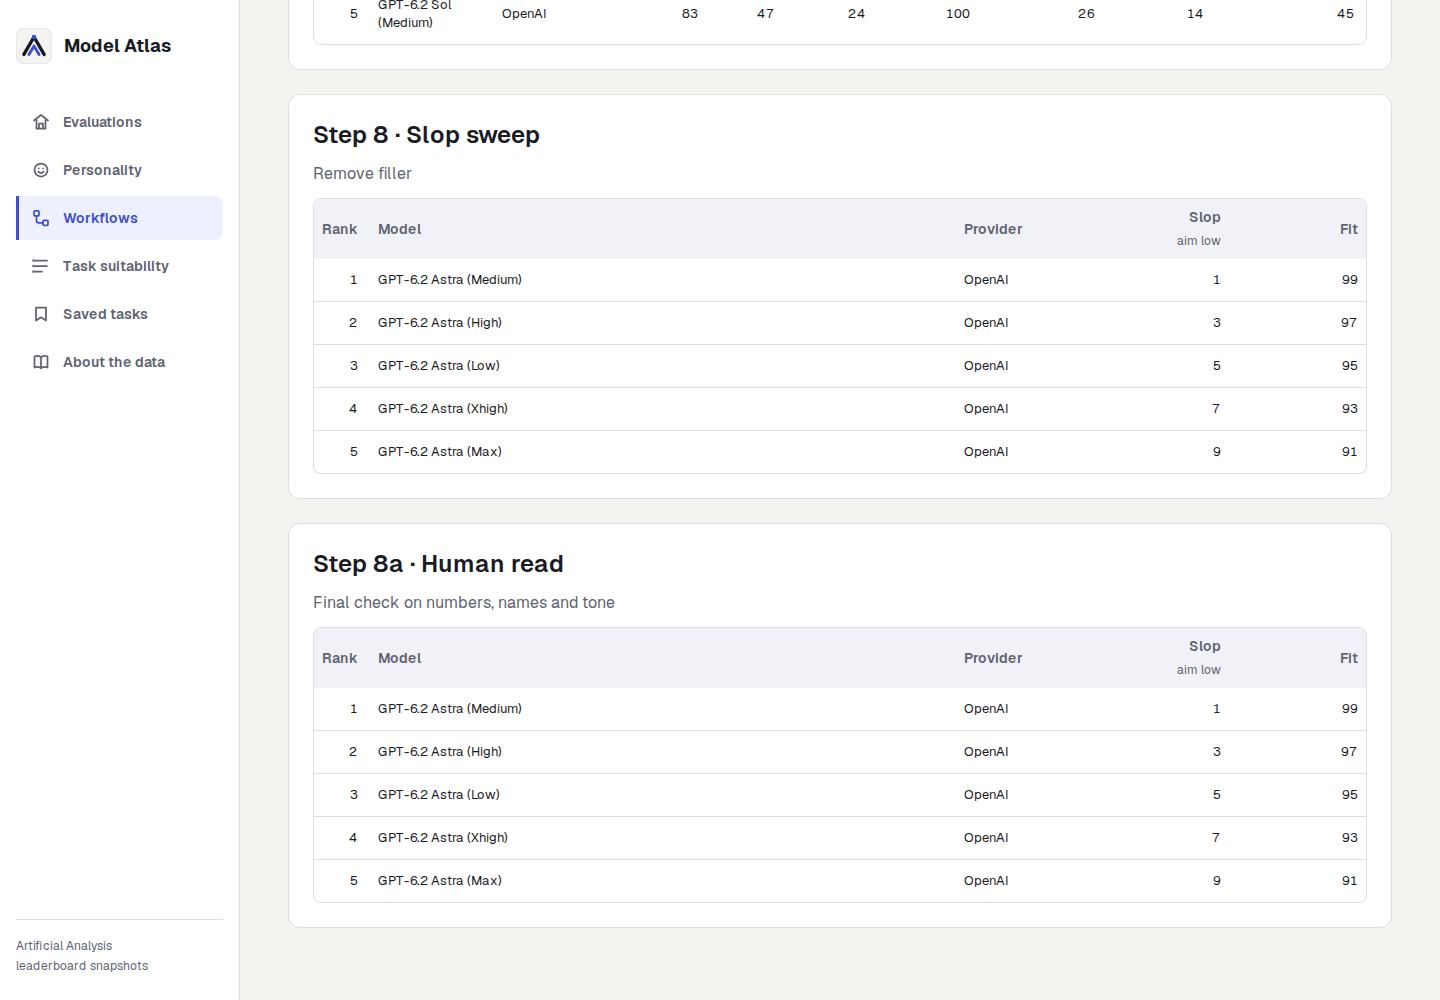 Model Atlas
Evaluations
Personality
Workflows
Task suitability
Saved tasks
About the data
Artificial Analysis
leaderboard snapshots
5 GPT-6.2 Sol (Medium) OpenAI 83 47 24 100 26 14 45
Step 8 · Slop sweep
Remove filler
Rank Model Provider Slop aim low Fit
1 GPT-6.2 Astra (Medium) OpenAI 1 99
2 GPT-6.2 Astra (High) OpenAI 3 97
3 GPT-6.2 Astra (Low) OpenAI 5 95
4 GPT-6.2 Astra (Xhigh) OpenAI 7 93
5 GPT-6.2 Astra (Max) OpenAI 9 91
Step 8a · Human read
Final check on numbers, names and tone
Rank Model Provider Slop aim low Fit
1 GPT-6.2 Astra (Medium) OpenAI 1 99
2 GPT-6.2 Astra (High) OpenAI 3 97
3 GPT-6.2 Astra (Low) OpenAI 5 95
4 GPT-6.2 Astra (Xhigh) OpenAI 7 93
5 GPT-6.2 Astra (Max) OpenAI 9 91